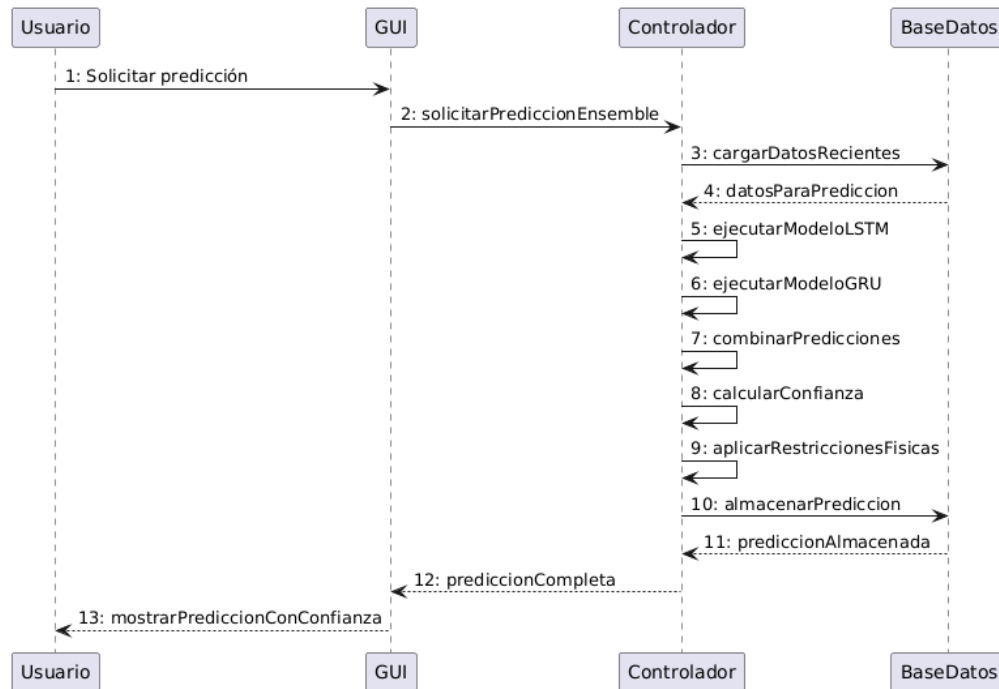 Usuario GUI Controlador BaseDatos
1: Solicitar predicción
2: solicitarPrediccionEnsemble
3: cargarDatosRecientes
4: datosParaPrediccion
5: ejecutarModeloLSTM
6: ejecutarModeloGRU
7: combinarPredicciones
8: calcularConfianza
9: aplicarRestriccionesFisicas
10: almacenarPrediccion
11: prediccionAlmacenada
12: prediccionCompleta
13: mostrarPrediccionConConfianza
Usuario GUI Controlador BaseDatos